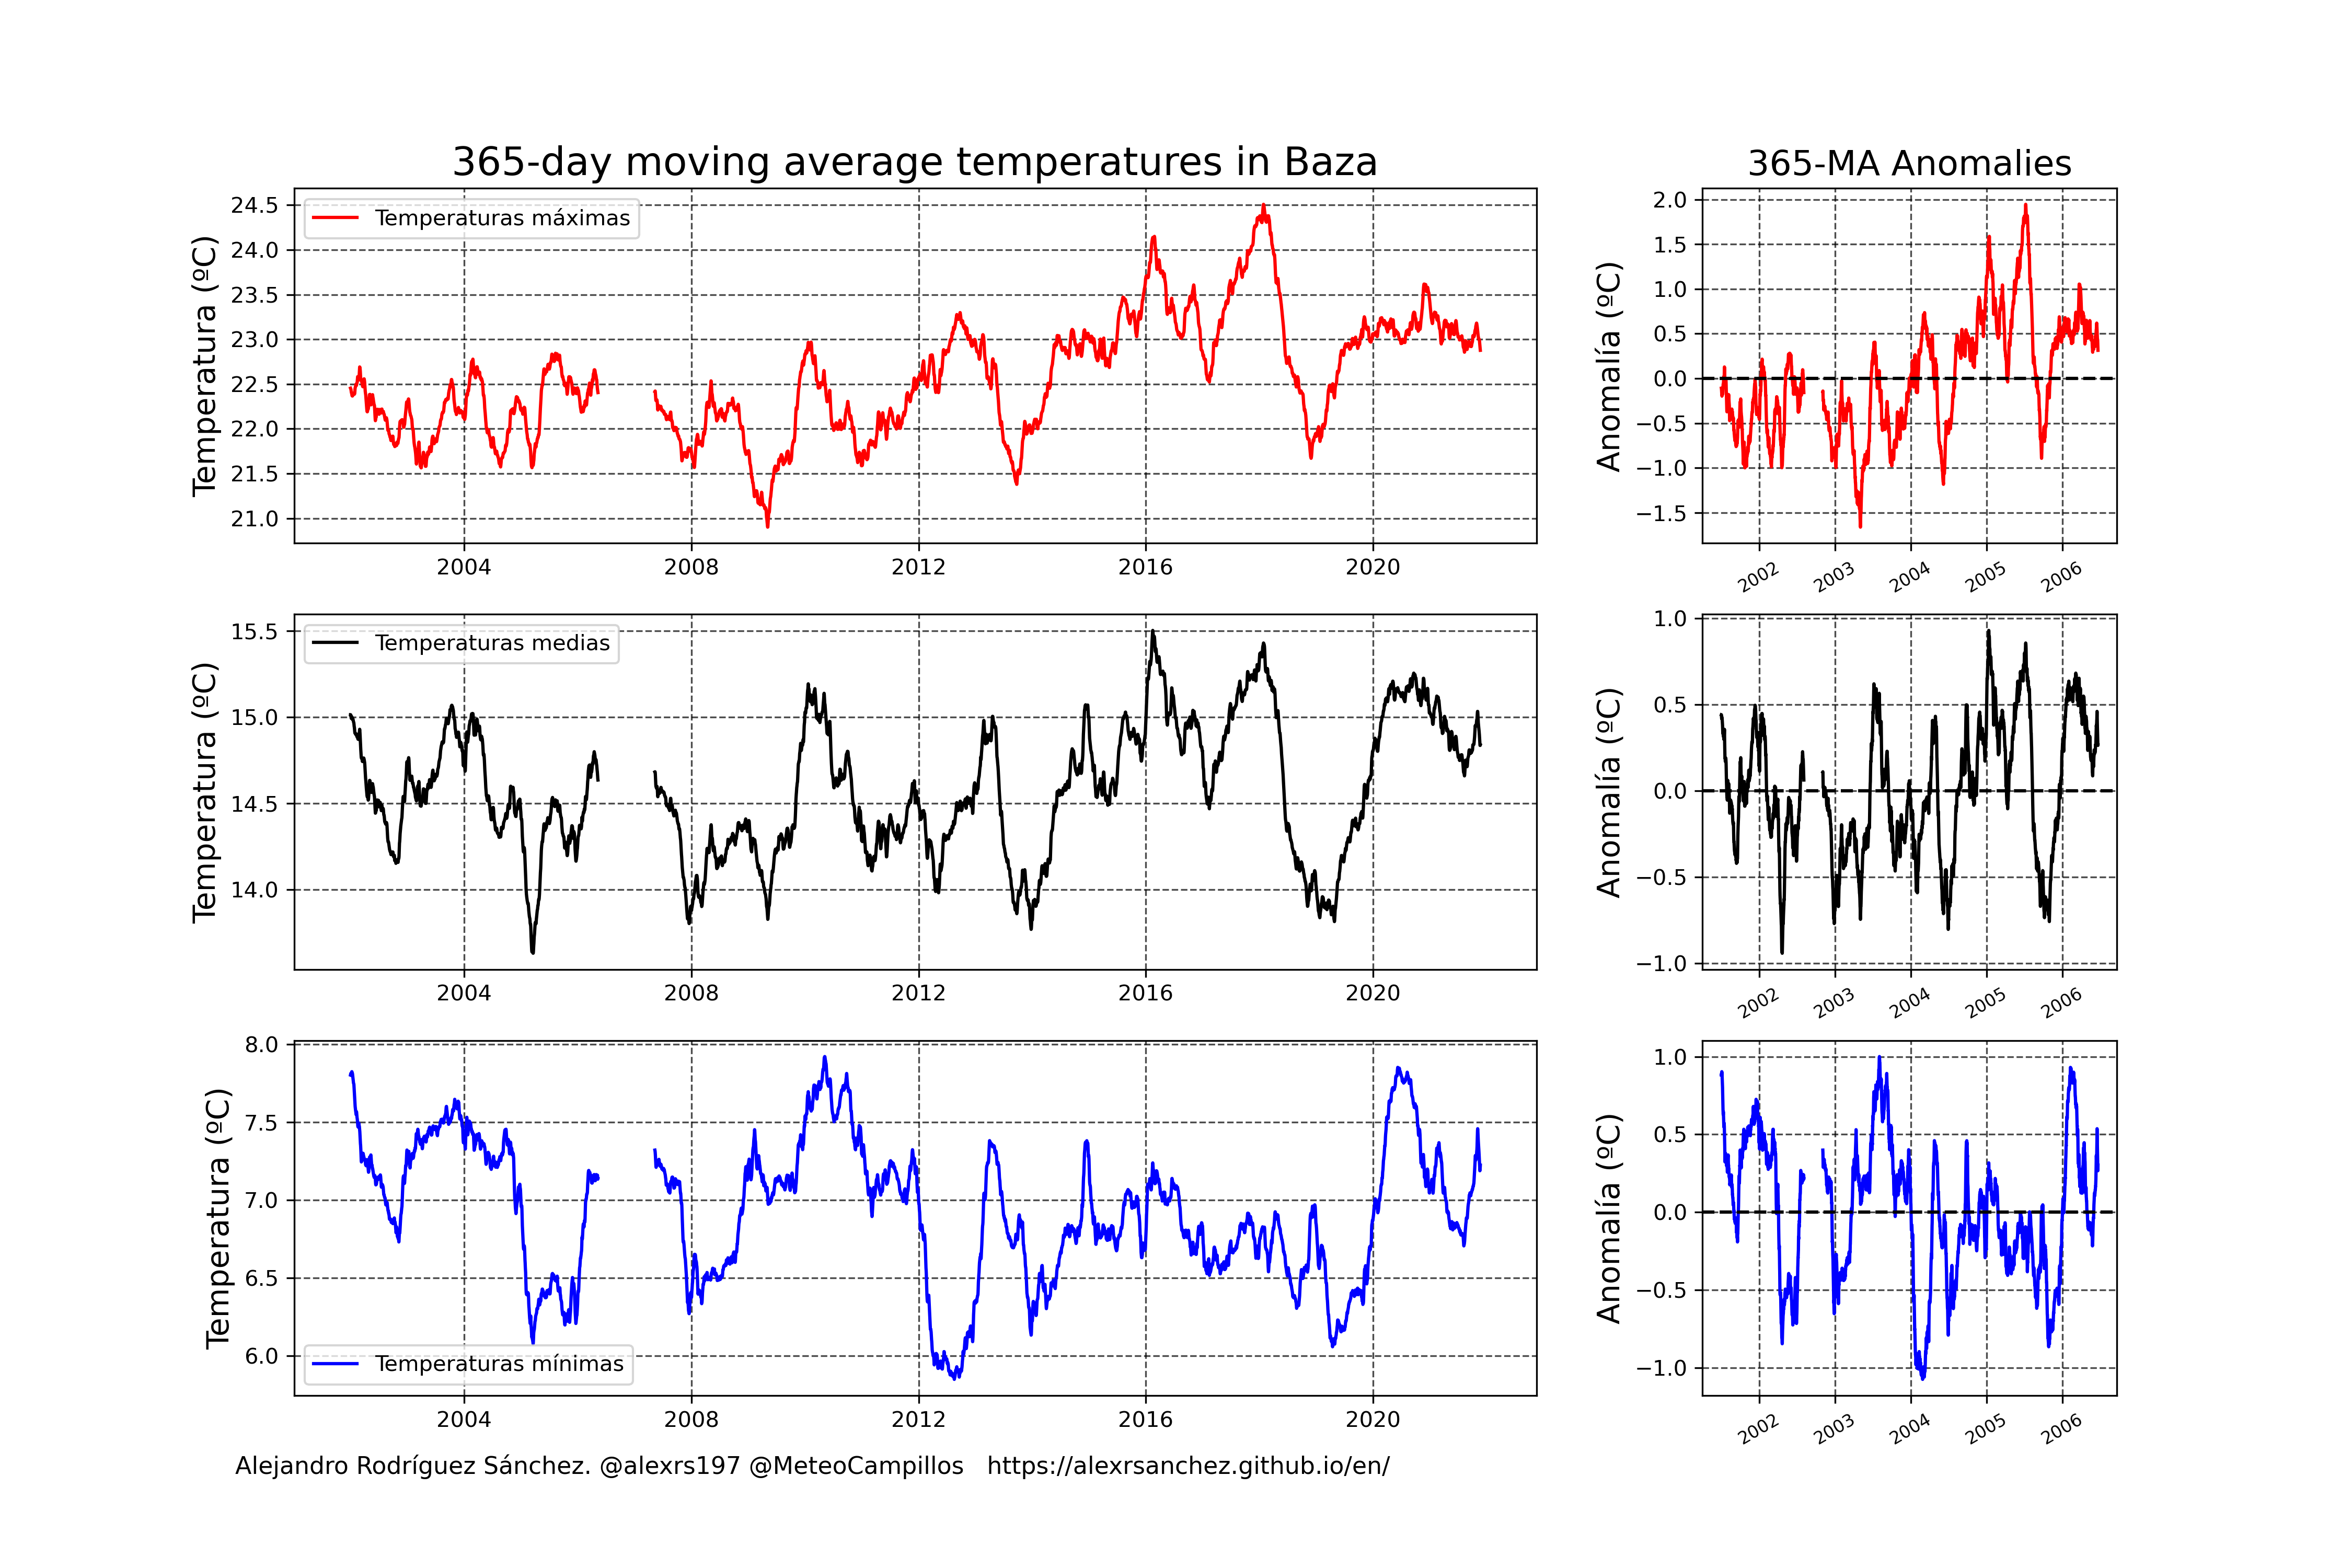 365-day moving average temperatures in Baza
365-MA Anomalies
Temperatura (ºC)
24.5
24.0
23.5
23.0
22.5
22.0
21.5
21.0
Temperaturas máximas
2004 2008 2012 2016 2020
Anomalía (ºC)
2.0
1.5
1.0
0.5
0.0
−0.5
−1.0
−1.5
2002 2003 2004 2005 2006
Temperatura (ºC)
15.5
15.0
14.5
14.0
Temperaturas medias
2004 2008 2012 2016 2020
Anomalía (ºC)
1.0
0.5
0.0
−0.5
−1.0
2002 2003 2004 2005 2006
Temperatura (ºC)
8.0
7.5
7.0
6.5
6.0
Temperaturas mínimas
2004 2008 2012 2016 2020
Anomalía (ºC)
1.0
0.5
0.0
−0.5
−1.0
2002 2003 2004 2005 2006
Alejandro Rodríguez Sánchez. @alexrs197 @MeteoCampillos   https://alexrsanchez.github.io/en/